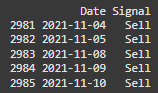 Date Signal
2981 2021-11-04 Sell
2982 2021-11-05 Sell
2983 2021-11-08 Sell
2984 2021-11-09 Sell
2985 2021-11-10 Sell